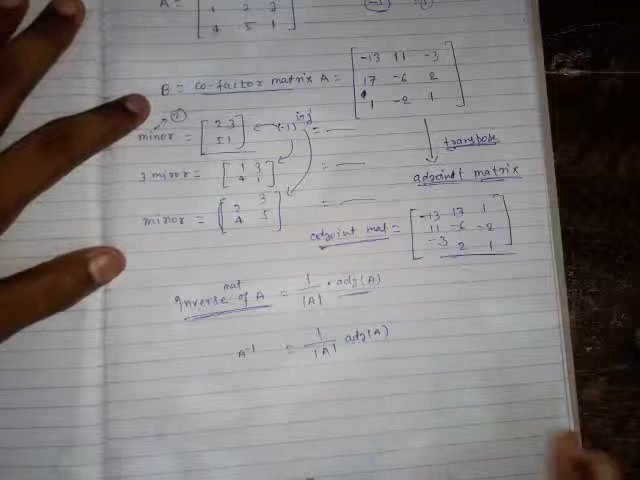 A =
1 2 3
4 5 1
B = co-factor matrix A = [ -13 11 -3
17 -6 2
1 -2 1 ]
minor = [ 2 3
5 1 ] (-1)^i+j = —
3 minor = [ 1 3
4 1 ] = —
minor = [ 2 3
4 5 ] = —
transpose
adjoint matrix
adjoint mat = [ -13 17 1
11 -6 -2
-3 2 1 ]
mat
Inverse of A = 1/|A| · adj(A)
A^-1 = 1/|A| adj(A)